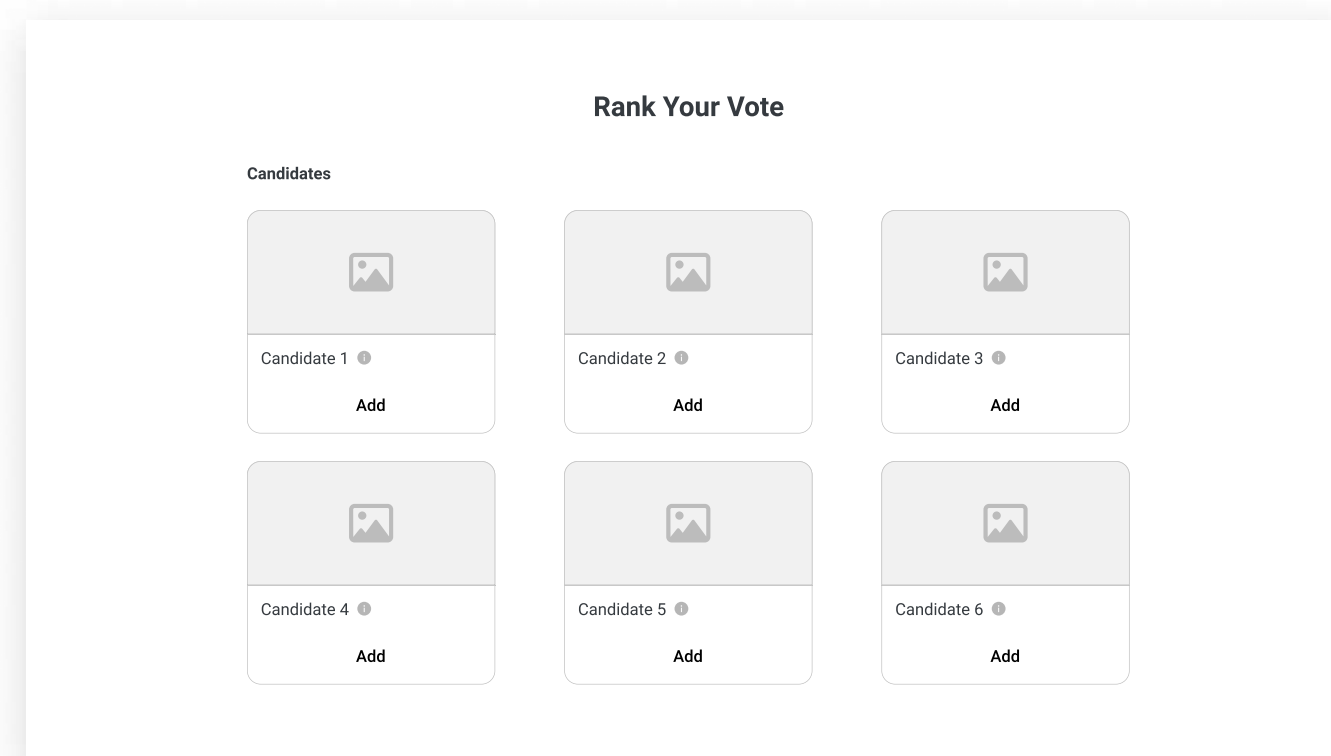 Rank Your Vote
Candidates
Candidate 1
Candidate 2
Candidate 3
Add
Add
Add
Candidate 4
Candidate 5
Candidate 6
Add
Add
Add